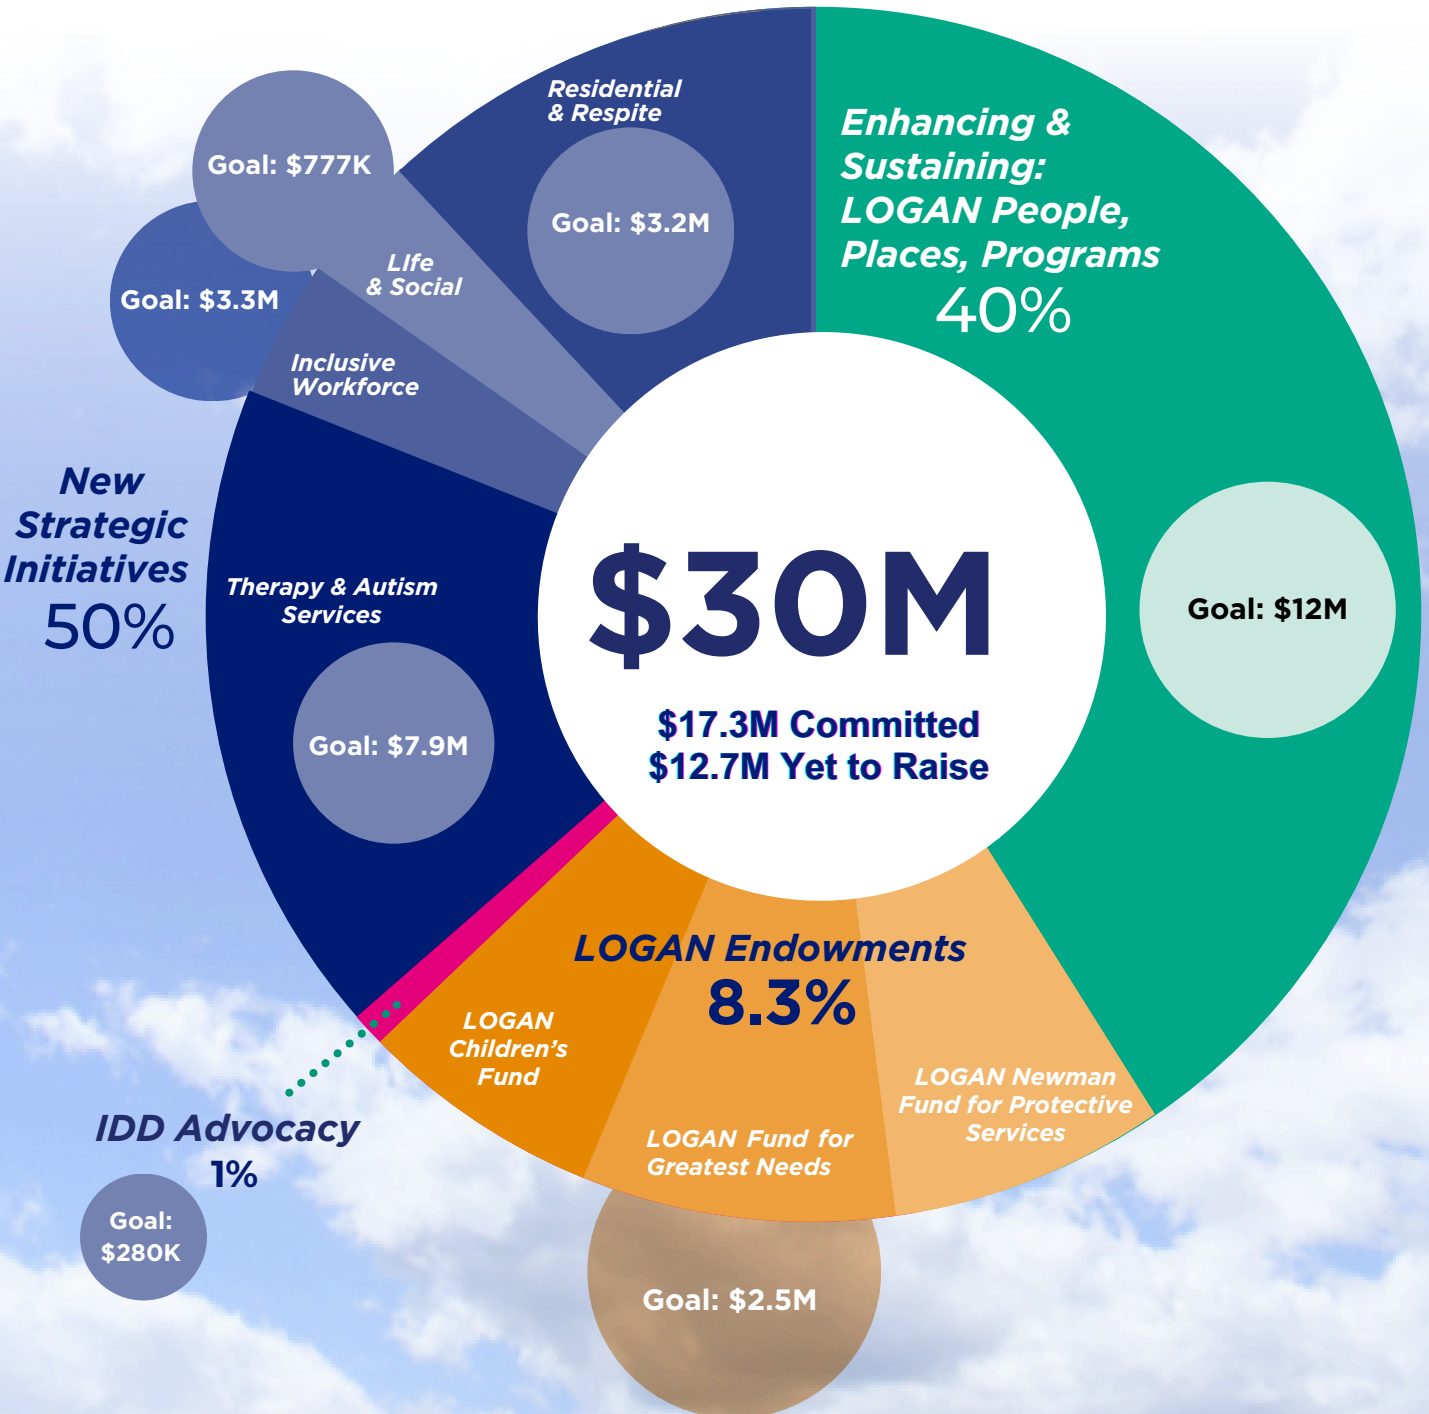 Residential
& Respite
Goal: $3.2M
Enhancing &
Sustaining:
LOGAN People,
Places, Programs
40%
Goal: $777K
LIfe
& Social
Goal: $3.3M
Inclusive
Workforce
New
Strategic
Initiatives
50%
Therapy & Autism
Services
Goal: $7.9M
$30M
$17.3M Committed
$12.7M Yet to Raise
Goal: $12M
LOGAN Endowments
8.3%
LOGAN
Children's
Fund
LOGAN Fund for
Greatest Needs
LOGAN Newman
Fund for Protective
Services
IDD Advocacy
1%
Goal:
$280K
Goal: $2.5M